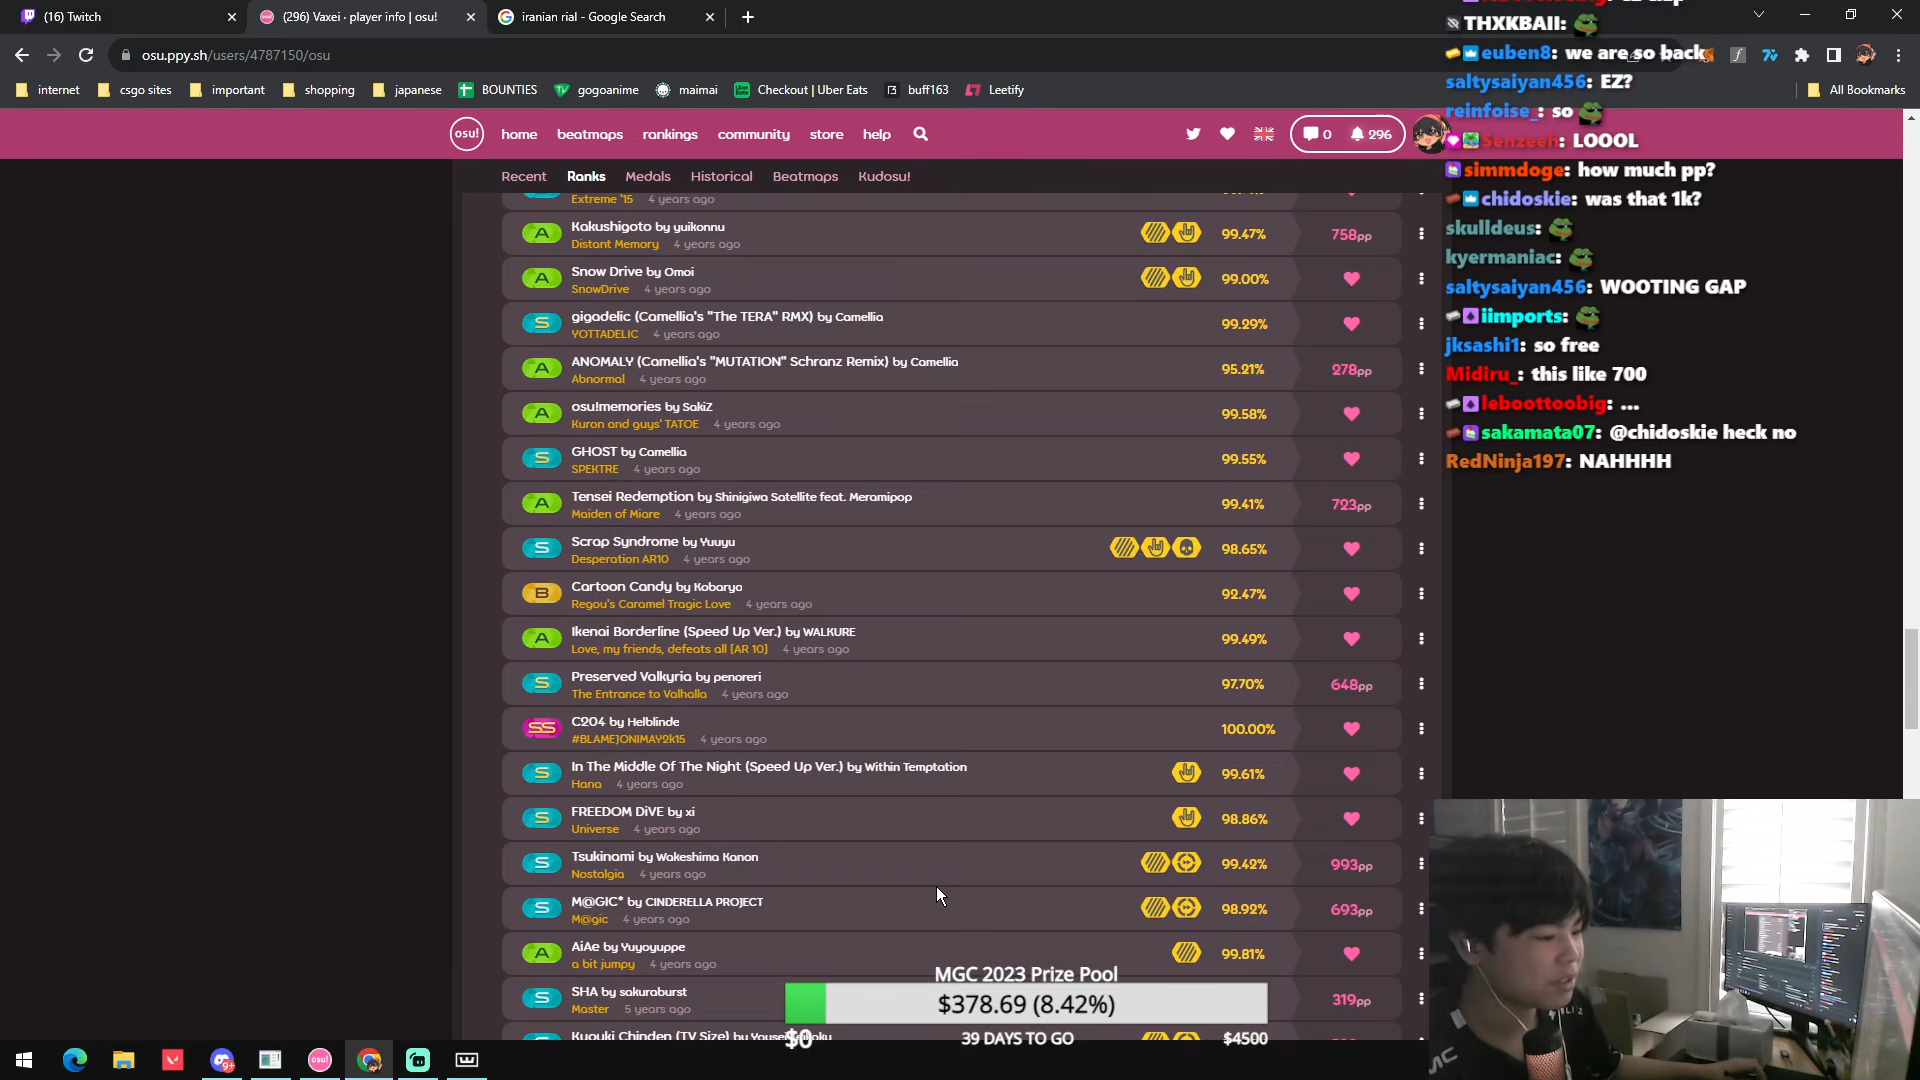 (16) Twitch
(296) Vaxei · player info | osu!
iranian rial - Google Search
osu.ppy.sh/users/4787150/osu
internet
csgo sites
important
shopping
japanese
BOUNTIES
gogoanime
maimai
Checkout | Uber Eats
buff163
Leetify
All Bookmarks
osu!
home
beatmaps
rankings
community
store
help
0
296
Recent
Ranks
Medals
Historical
Beatmaps
Kudosu!
Extreme '15 4 years ago
Kakushigoto by yuikonnu
Distant Memory 4 years ago
99.47%
758pp
Snow Drive by Omoi
SnowDrive 4 years ago
99.00%
gigadelic (Camellia's "The TERA" RMX) by Camellia
YOTTADELIC 4 years ago
99.29%
ANOMALY (Camellia's "MUTATION" Schranz Remix) by Camellia
Abnormal 4 years ago
95.21%
278pp
osu!memories by SakiZ
Kuron and guys' TATOE 4 years ago
99.58%
GHOST by Camellia
SPEKTRE 4 years ago
99.55%
Tensei Redemption by Shinigiwa Satellite feat. Meramipop
Maiden of Miare 4 years ago
99.41%
723pp
Scrap Syndrome by Yuuyu
Desperation AR10 4 years ago
98.65%
Cartoon Candy by Kobaryo
Regou's Caramel Tragic Love 4 years ago
92.47%
Ikenai Borderline (Speed Up Ver.) by WALKURE
Love, my friends, defeats all [AR 10] 4 years ago
99.49%
Preserved Valkyria by penoreri
The Entrance to Valhalla 4 years ago
97.70%
648pp
C204 by Helblinde
#BLAMEJONIMAY2k15 4 years ago
100.00%
In The Middle Of The Night (Speed Up Ver.) by Within Temptation
Hana 4 years ago
99.61%
FREEDOM DiVE by xi
Universe 4 years ago
98.86%
Tsukinami by Wakeshima Kanon
Nostalgia 4 years ago
99.42%
993pp
M@GIC* by CINDERELLA PROJECT
M@gic 4 years ago
98.92%
693pp
AiAe by Yuyoyuppe
a bit jumpy 4 years ago
99.81%
SHA by sakuraburst
Master 5 years ago
319pp
Kyouki Chinden (TV Size) by
A
A
S
A
A
S
A
S
B
A
S
SS
S
S
S
S
A
S
THXKBAII:
euben8: we are so back
saltysaiyan456: EZ?
reinfoise_: so
Senzeeh: LOOOL
simmdoge: how much pp?
chidoskie: was that 1k?
skulldeus:
kyermaniac:
saltysaiyan456: WOOTING GAP
iimports:
jksashi1: so free
Midiru_: this like 700
leboottoobig: ...
sakamata07: @chidoskie heck no
RedNinja197: NAHHHH
MGC 2023 Prize Pool
$378.69 (8.42%)
$0
39 DAYS TO GO
$4500
osu!
9+